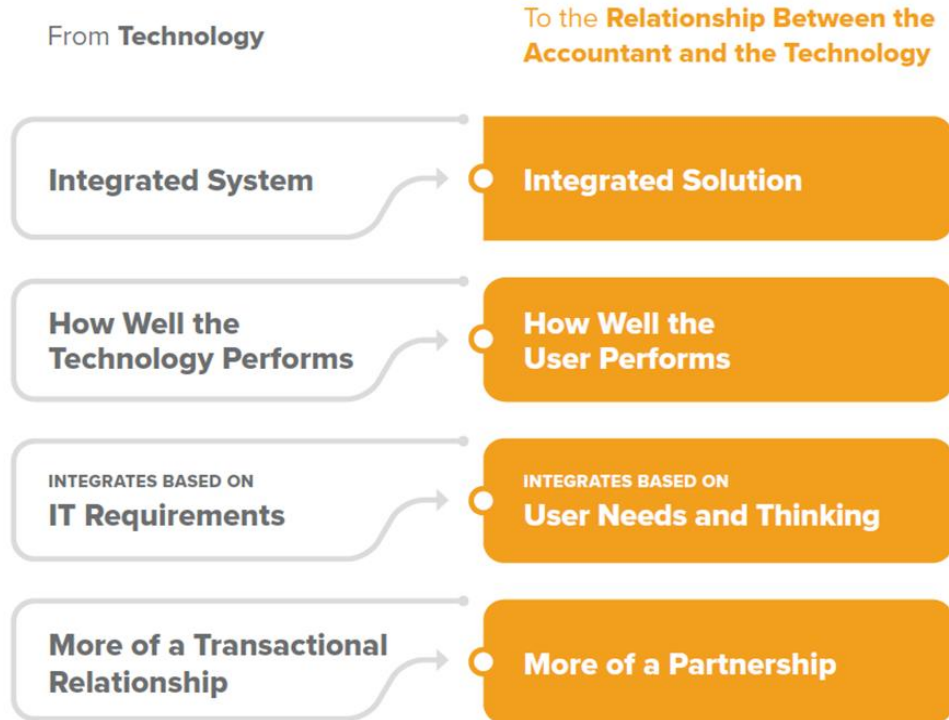 From Technology
To the Relationship Between the
Accountant and the Technology
Integrated System
Integrated Solution
How Well the
Technology Performs
How Well the
User Performs
INTEGRATES BASED ON
IT Requirements
INTEGRATES BASED ON
User Needs and Thinking
More of a Transactional
Relationship
More of a Partnership